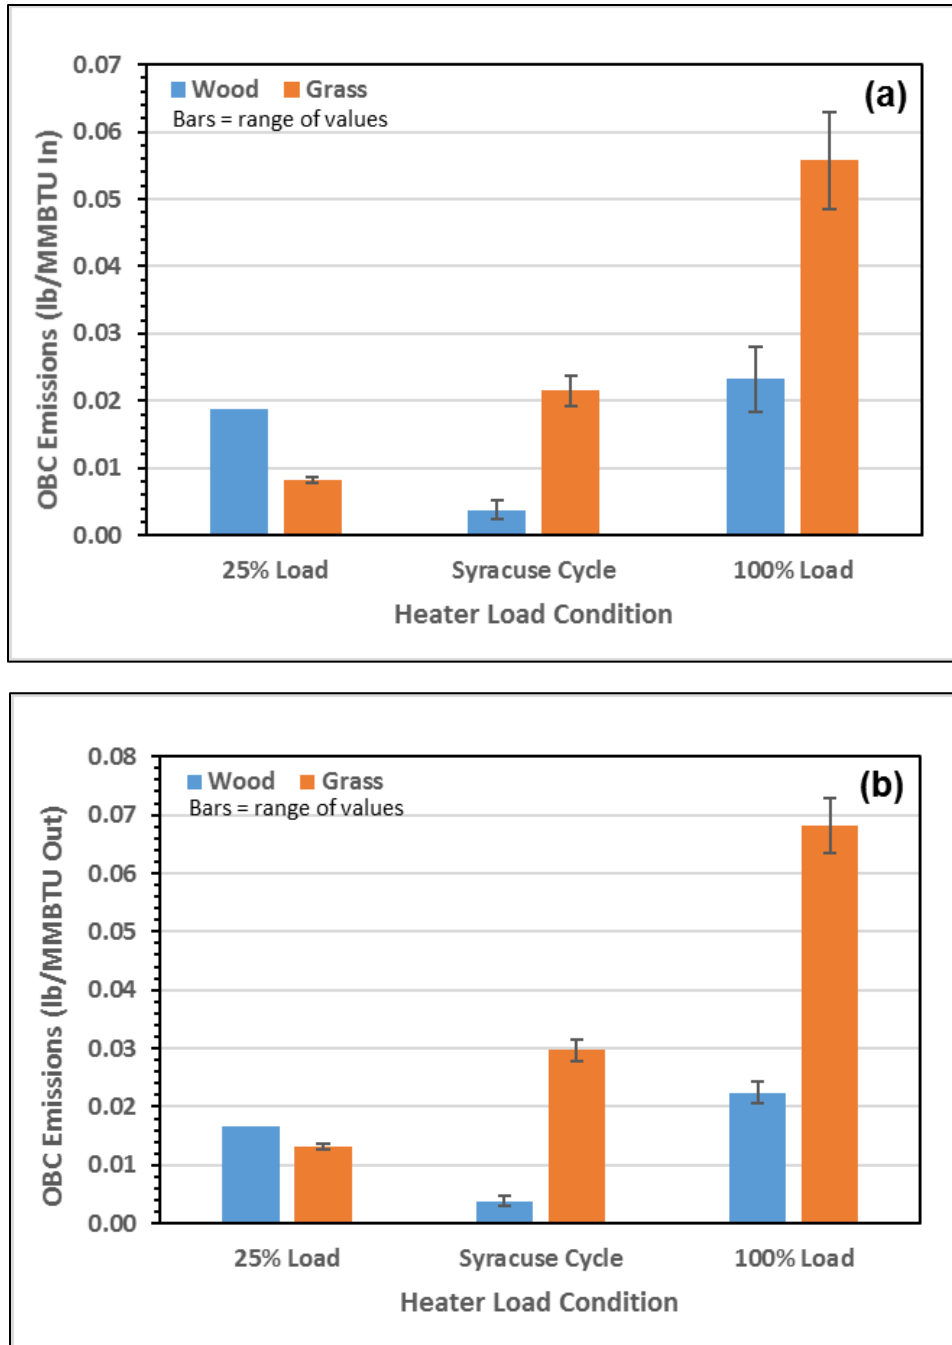 (a)
Wood Grass
Bars = range of values
OBC Emissions (lb/MMBTU In)
0.07
0.06
0.05
0.04
0.03
0.02
0.01
0.00
25% Load Syracuse Cycle 100% Load
Heater Load Condition
(b)
Wood Grass
Bars = range of values
OBC Emissions (lb/MMBTU Out)
0.08
0.07
0.06
0.05
0.04
0.03
0.02
0.01
0.00
25% Load Syracuse Cycle 100% Load
Heater Load Condition